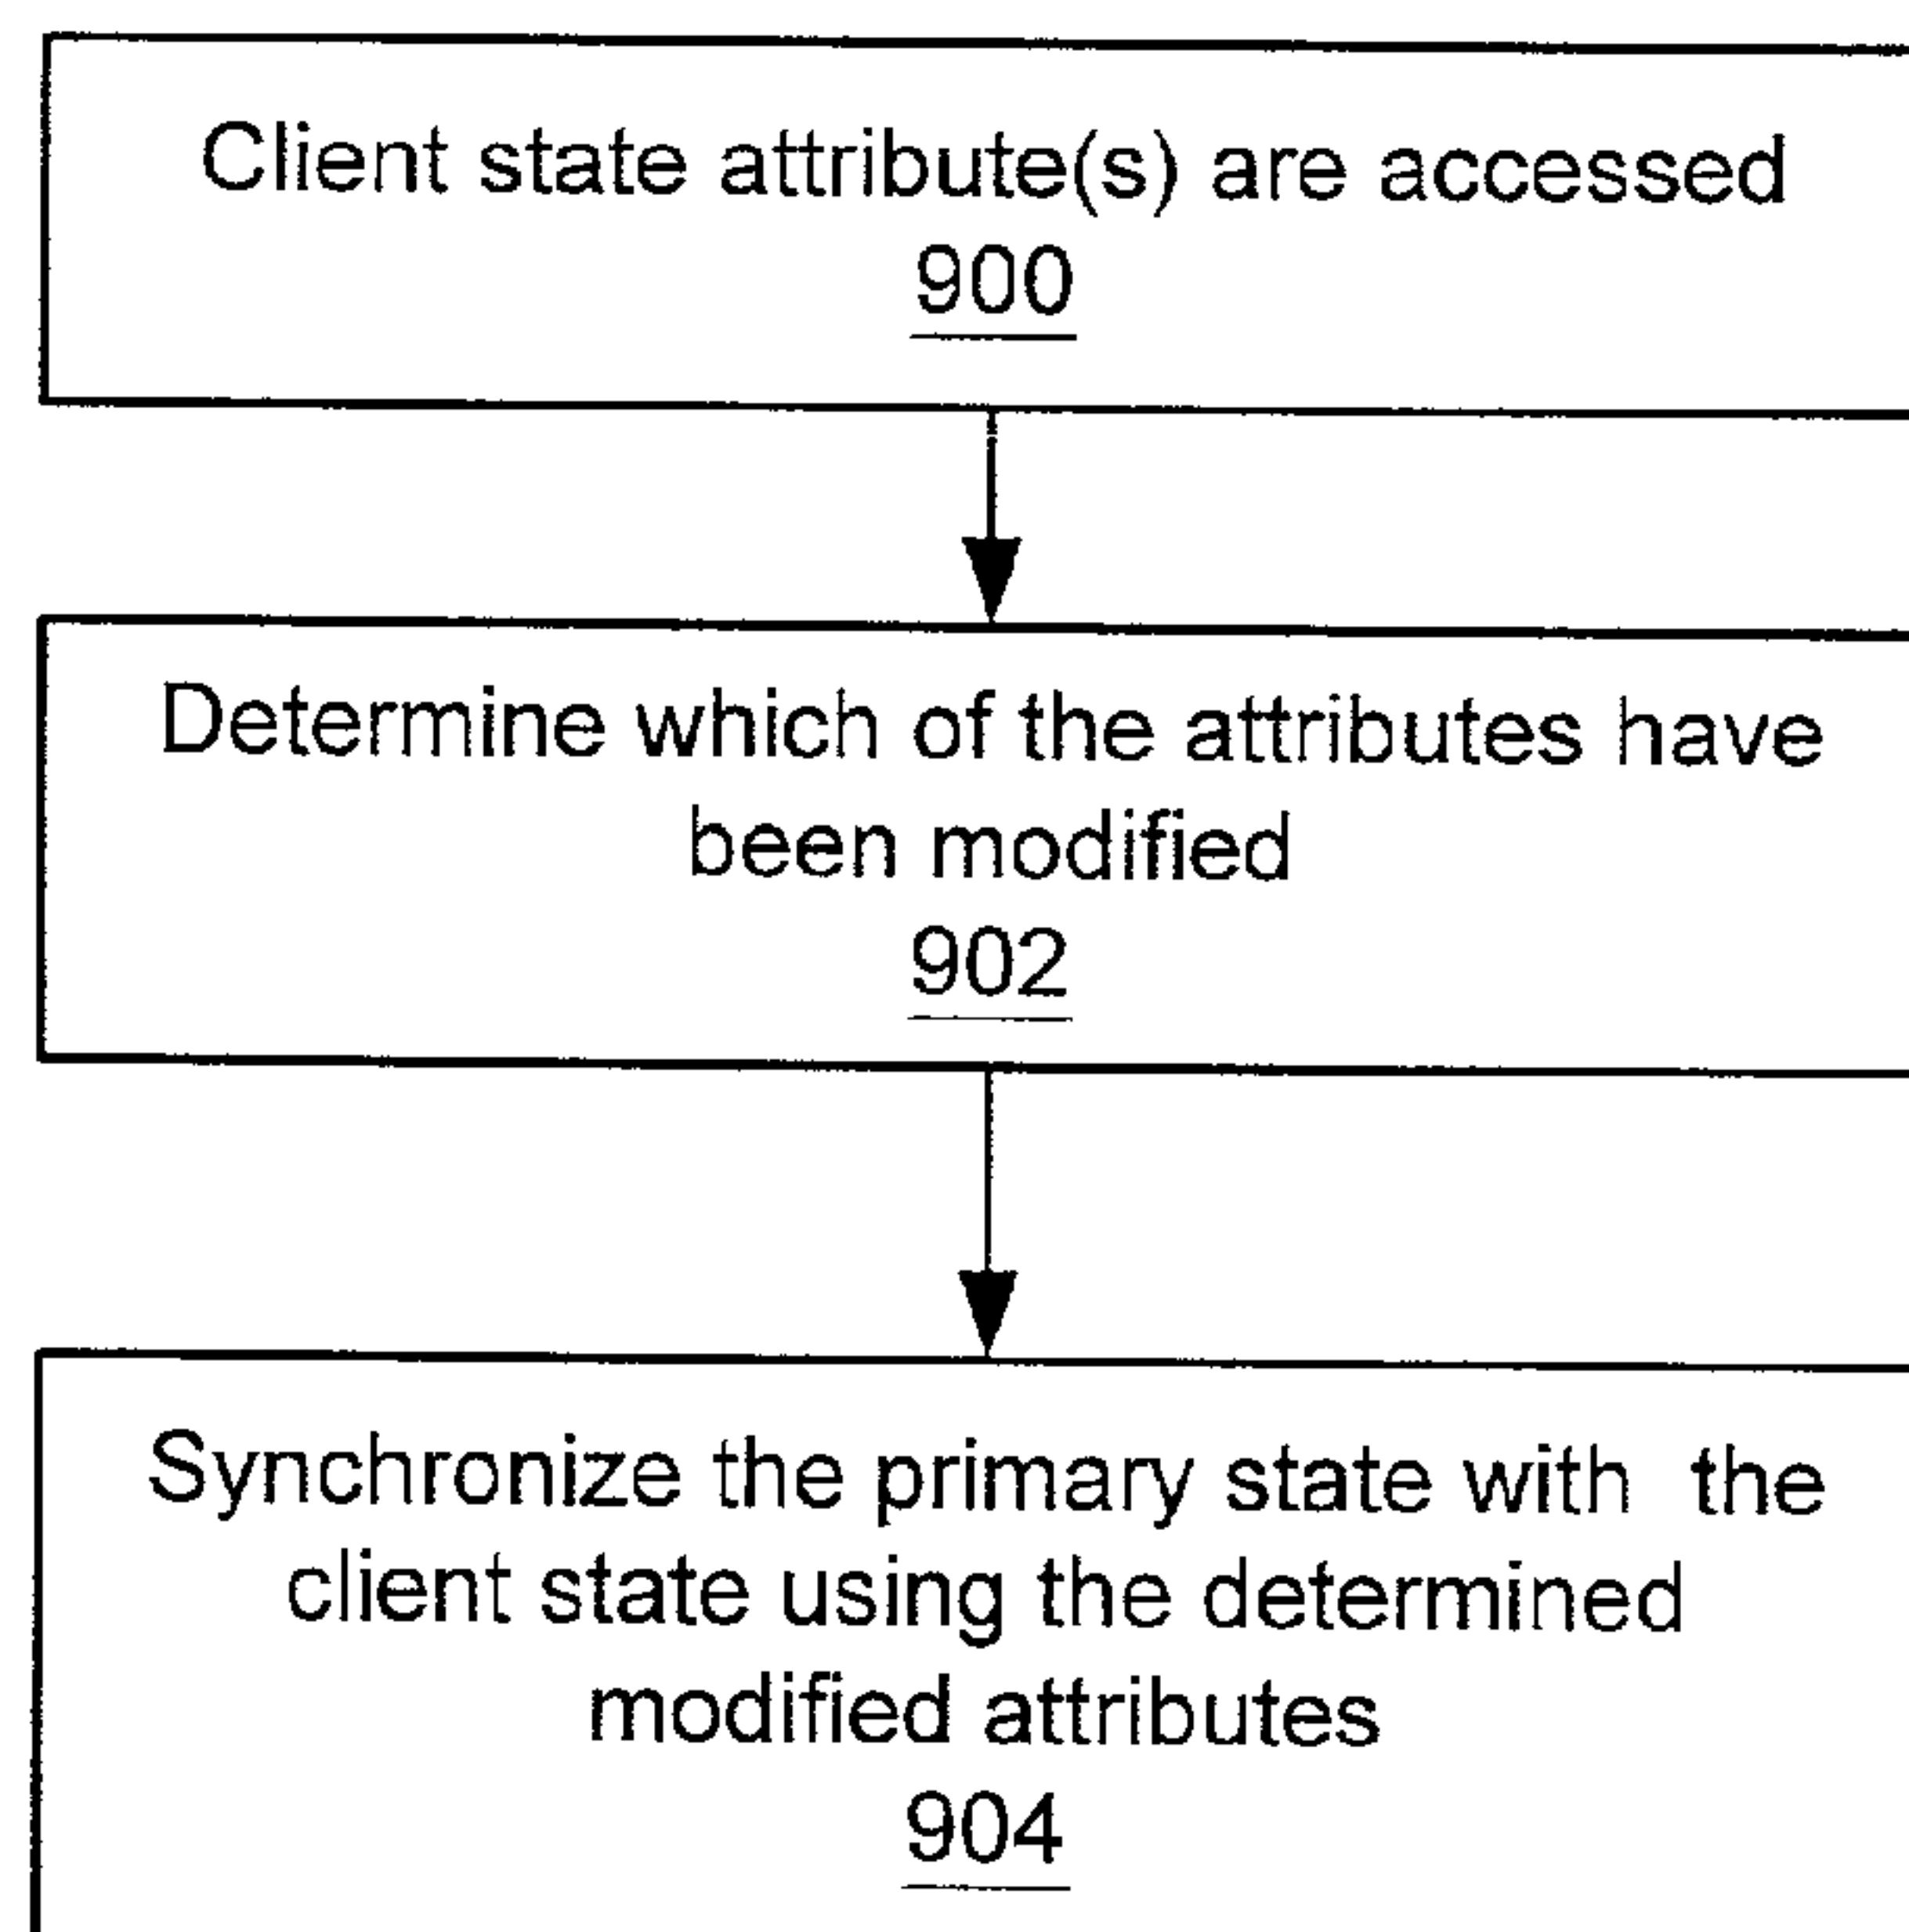 Client state attribute(s) are accessed
900
Determine which of the attributes have
been modified
902
Synchronize the primary state with the
client state using the determined
modified attributes
904